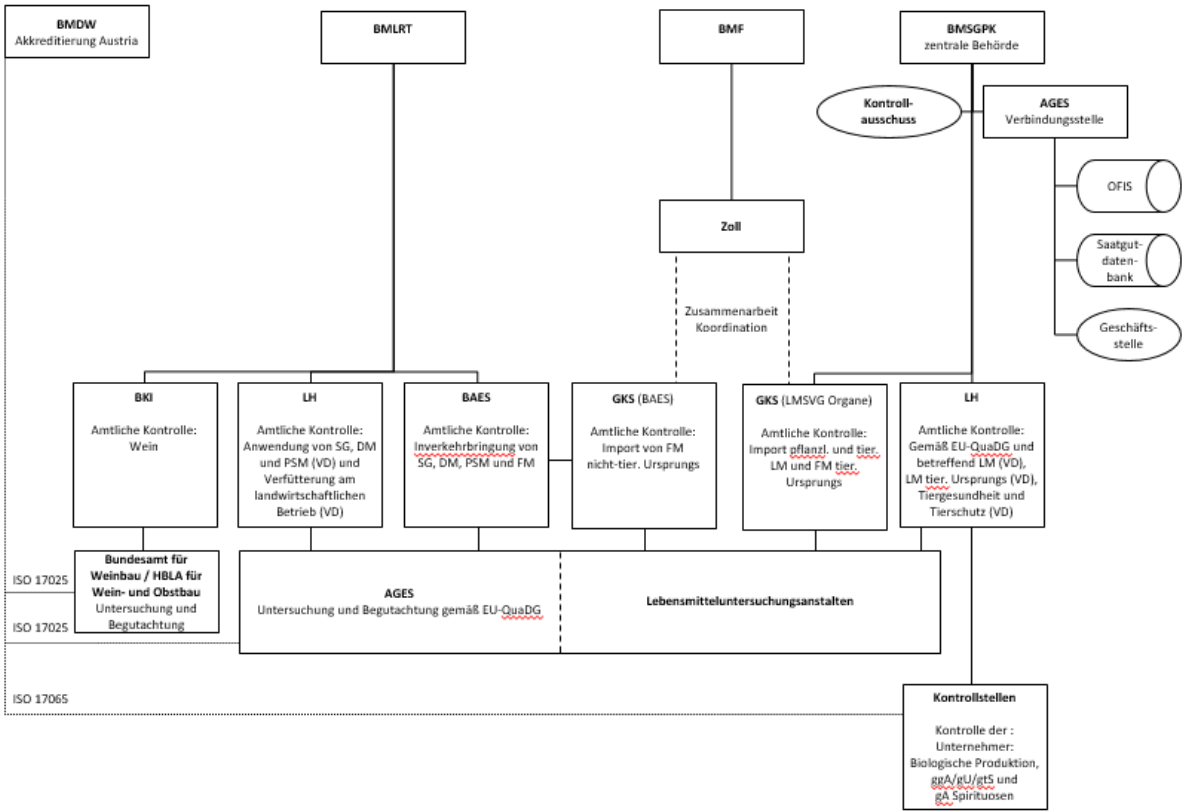 BMDW
Akkreditierung Austria
BMLRT
BMF
BMSGPK
zentrale Behörde
Kontroll-
ausschuss
AGES
Verbindungsstelle
OFIS
Saatgut-
daten-
bank
Geschäfts-
stelle
Zoll
Zusammenarbeit
Koordination
BKI
Amtliche Kontrolle:
Wein
LH
Amtliche Kontrolle:
Anwendung von SG, DM
und PSM (VD) und
Verfütterung am
landwirtschaftlichen
Betrieb (VD)
BAES
Amtliche Kontrolle:
Inverkehrbringung von
SG, DM, PSM und FM
GKS (BAES)
Amtliche Kontrolle:
Import von FM
nicht-tier. Ursprungs
GKS (LMSVG Organe)
Amtliche Kontrolle:
Import pflanzl. und tier.
LM und FM tier.
Ursprungs
LH
Amtliche Kontrolle:
Gemäß EU-QuaDG und
betreffend LM (VD),
LM tier. Ursprungs (VD),
Tiergesundheit und
Tierschutz (VD)
ISO 17025
Bundesamt für
Weinbau / HBLA für
Wein- und Obstbau
Untersuchung und
Begutachtung
ISO 17025
AGES
Untersuchung und Begutachtung gemäß EU-QuaDG
Lebensmitteluntersuchungsanstalten
ISO 17065
Kontrollstellen
Kontrolle der :
Unternehmer:
Biologische Produktion,
ggA/gU/gtS und
gA Spirituosen